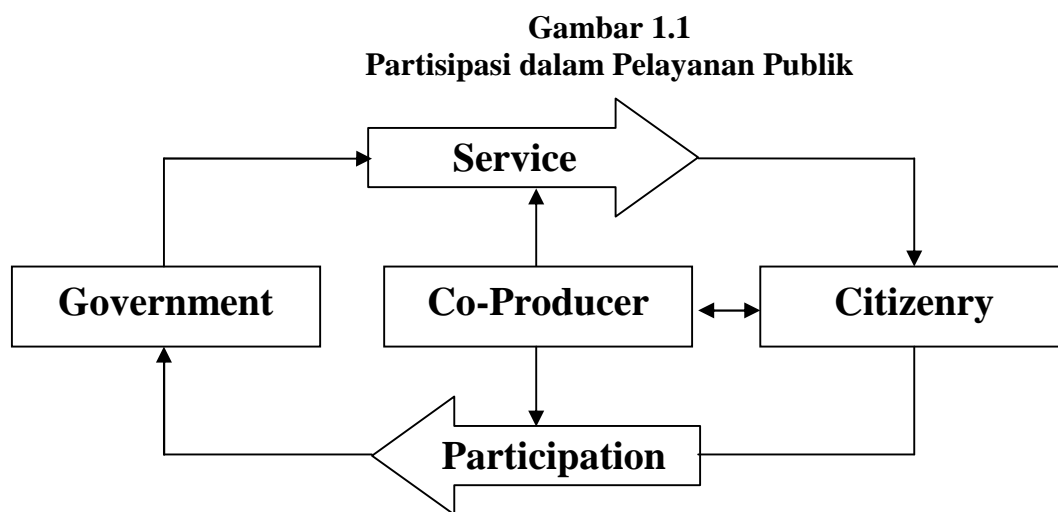 Gambar 1.1
Partisipasi dalam Pelayanan Publik
Service
Government
Co-Producer
Citizenry
Participation